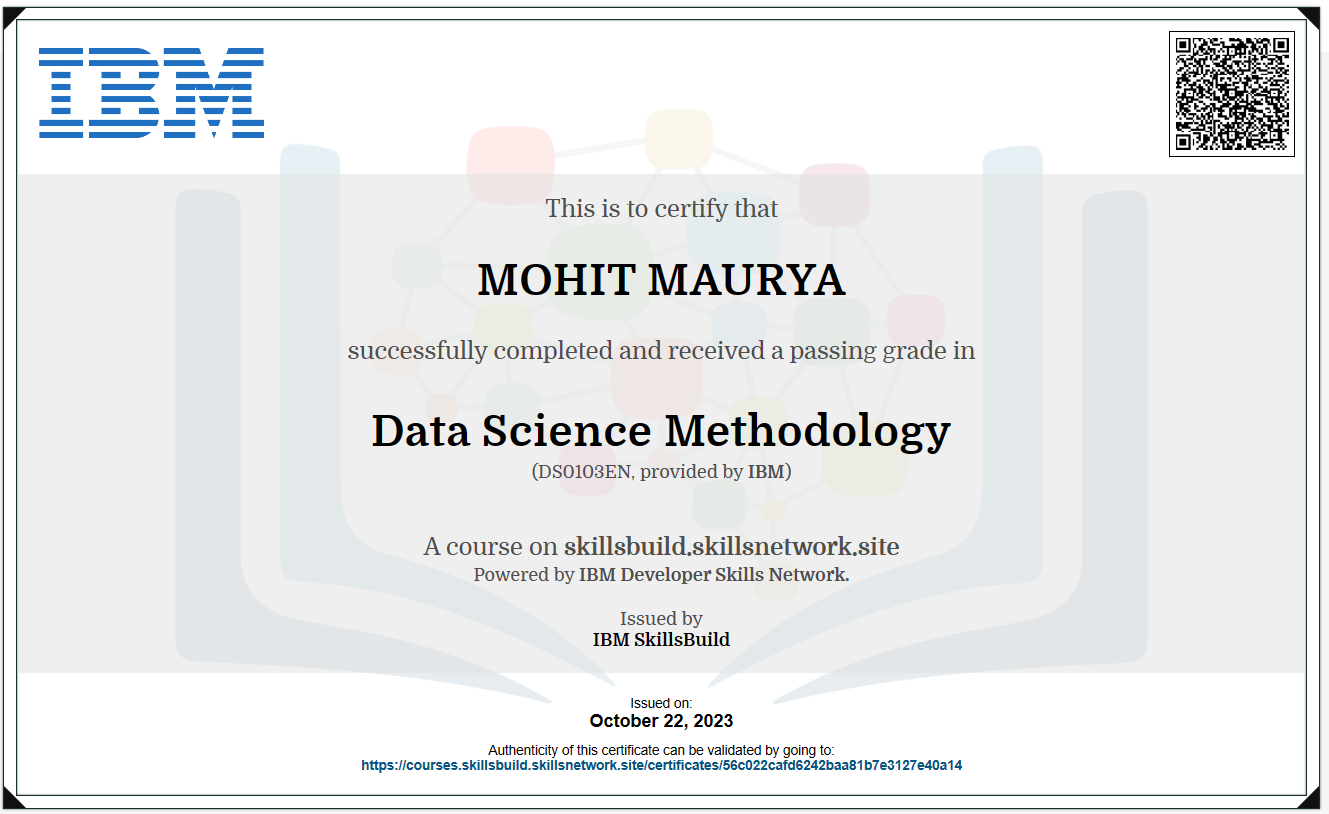 IBM
This is to certify that
MOHIT MAURYA
successfully completed and received a passing grade in
Data Science Methodology
(DS0103EN, provided by IBM)
A course on skillsbuild.skillsnetwork.site
Powered by IBM Developer Skills Network.
Issued by
IBM SkillsBuild
Issued on:
October 22, 2023
Authenticity of this certificate can be validated by going to:
https://courses.skillsbuild.skillsnetwork.site/certificates/56c022cafd6242baa81b7e3127e40a14